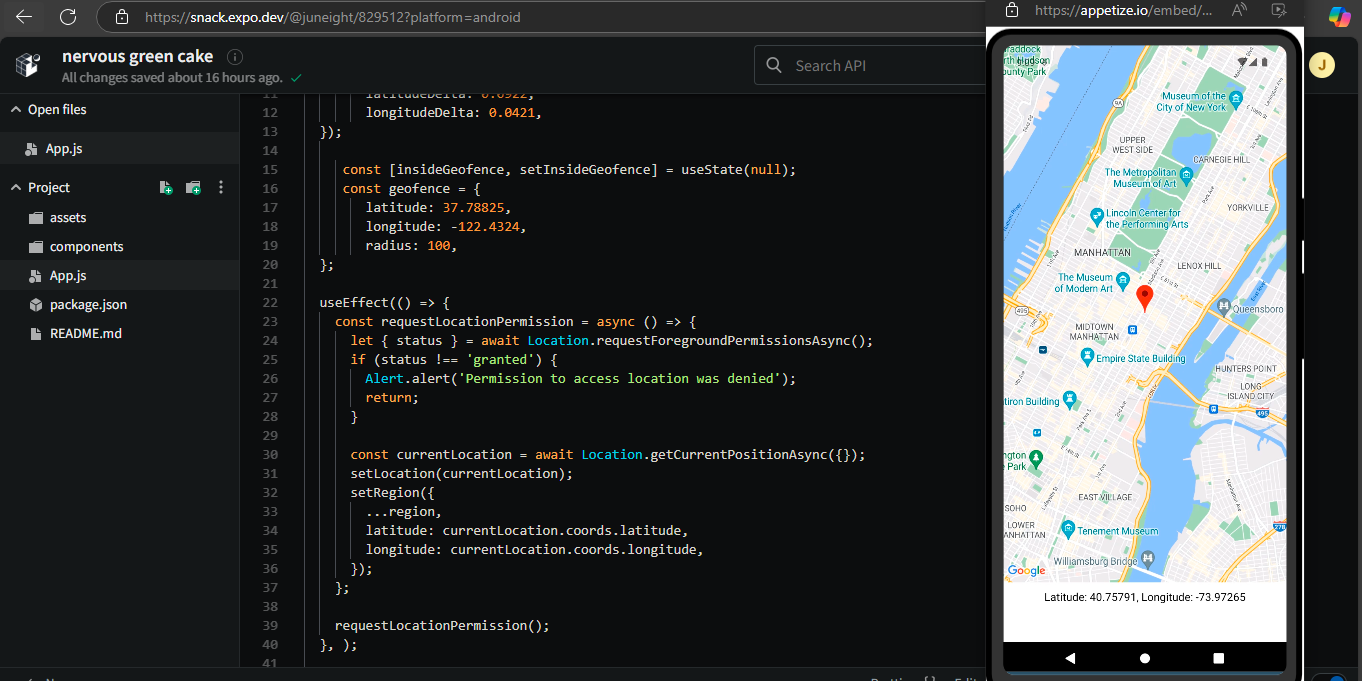 https://snack.expo.dev/@juneight/829512?platform=android
https://appetize.io/embed/...
nervous green cake
All changes saved about 16 hours ago.
Search API
J
Open files
App.js
Project
assets
components
App.js
package.json
README.md
11 latitudeDelta: 0.0922,
12 longitudeDelta: 0.0421,
13 });
14
15 const [insideGeofence, setInsideGeofence] = useState(null);
16 const geofence = {
17 latitude: 37.78825,
18 longitude: -122.4324,
19 radius: 100,
20 };
21
22 useEffect(() => {
23 const requestLocationPermission = async () => {
24 let { status } = await Location.requestForegroundPermissionsAsync();
25 if (status !== 'granted') {
26 Alert.alert('Permission to access location was denied');
27 return;
28 }
29
30 const currentLocation = await Location.getCurrentPositionAsync({});
31 setLocation(currentLocation);
32 setRegion({
33 ...region,
34 latitude: currentLocation.coords.latitude,
35 longitude: currentLocation.coords.longitude,
36 });
37 };
38
39 requestLocationPermission();
40 }, );
41
Museum of the
City of New York
UPPER
WEST SIDE
CARNEGIE HILL
The Metropolitan
Museum of Art
YORKVILLE
Lincoln Center for
the Performing Arts
MANHATTAN
LENOX HILL
The Museum
of Modern Art
495
Queensboro
MIDTOWN
MANHATTAN
Empire State Building
HUNTERS POINT
LONG
ISLAND CITY
495
tiron Building
ngton
Park
EAST VILLAGE
SOHO
LOWER
ANHATTAN
278
Tenement Museum
Williamsburg Bridge
Google
Latitude: 40.75791, Longitude: -73.97265